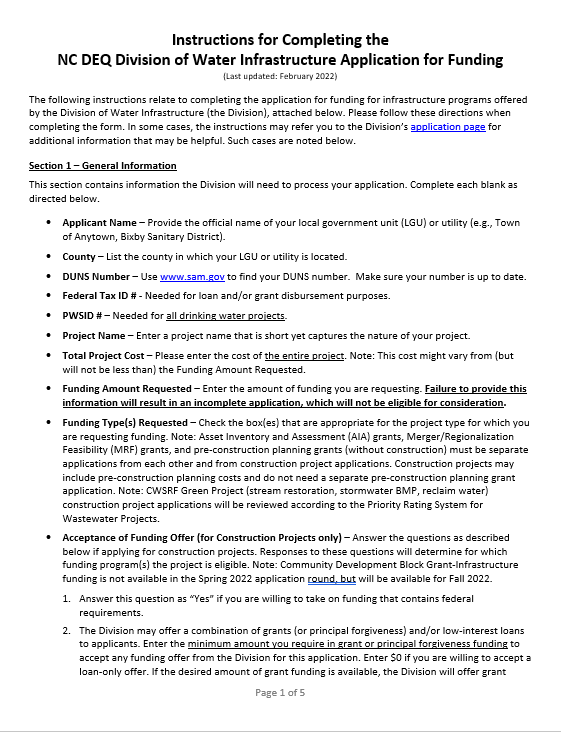 Instructions for Completing the
NC DEQ Division of Water Infrastructure Application for Funding
(Last updated: February 2022)
The following instructions relate to completing the application for funding for infrastructure programs offered
by the Division of Water Infrastructure (the Division), attached below. Please follow these directions when
completing the form. In some cases, the instructions may refer you to the Division's application page for
additional information that may be helpful. Such cases are noted below.
Section 1 – General Information
This section contains information the Division will need to process your application. Complete each blank as
directed below.
• Applicant Name – Provide the official name of your local government unit (LGU) or utility (e.g., Town
of Anytown, Bixby Sanitary District).
• County – List the county in which your LGU or utility is located.
• DUNS Number – Use www.sam.gov to find your DUNS number. Make sure your number is up to date.
• Federal Tax ID # - Needed for loan and/or grant disbursement purposes.
• PWSID # – Needed for all drinking water projects.
• Project Name – Enter a project name that is short yet captures the nature of your project.
• Total Project Cost – Please enter the cost of the entire project. Note: This cost might vary from (but
will not be less than) the Funding Amount Requested.
• Funding Amount Requested – Enter the amount of funding you are requesting. Failure to provide this
information will result in an incomplete application, which will not be eligible for consideration.
• Funding Type(s) Requested – Check the box(es) that are appropriate for the project type for which you
are requesting funding. Note: Asset Inventory and Assessment (AIA) grants, Merger/Regionalization
Feasibility (MRF) grants, and pre-construction planning grants (without construction) must be separate
applications from each other and from construction project applications. Construction projects may
include pre-construction planning costs and do not need a separate pre-construction planning grant
application. Note: CWSRF Green Project (stream restoration, stormwater BMP, reclaim water)
construction project applications will be reviewed according to the Priority Rating System for
Wastewater Projects.
• Acceptance of Funding Offer (for Construction Projects only) – Answer the questions as described
below if applying for construction projects. Responses to these questions will determine for which
funding program(s) the project is eligible. Note: Community Development Block Grant-Infrastructure
funding is not available in the Spring 2022 application round, but will be available for Fall 2022.
1. Answer this question as "Yes" if you are willing to take on funding that contains federal
requirements.
2. The Division may offer a combination of grants (or principal forgiveness) and/or low-interest loans
to applicants. Enter the minimum amount you require in grant or principal forgiveness funding to
accept any funding offer from the Division for this application. Enter $0 if you are willing to accept a
loan-only offer. If the desired amount of grant funding is available, the Division will offer grant
Page 1 of 5